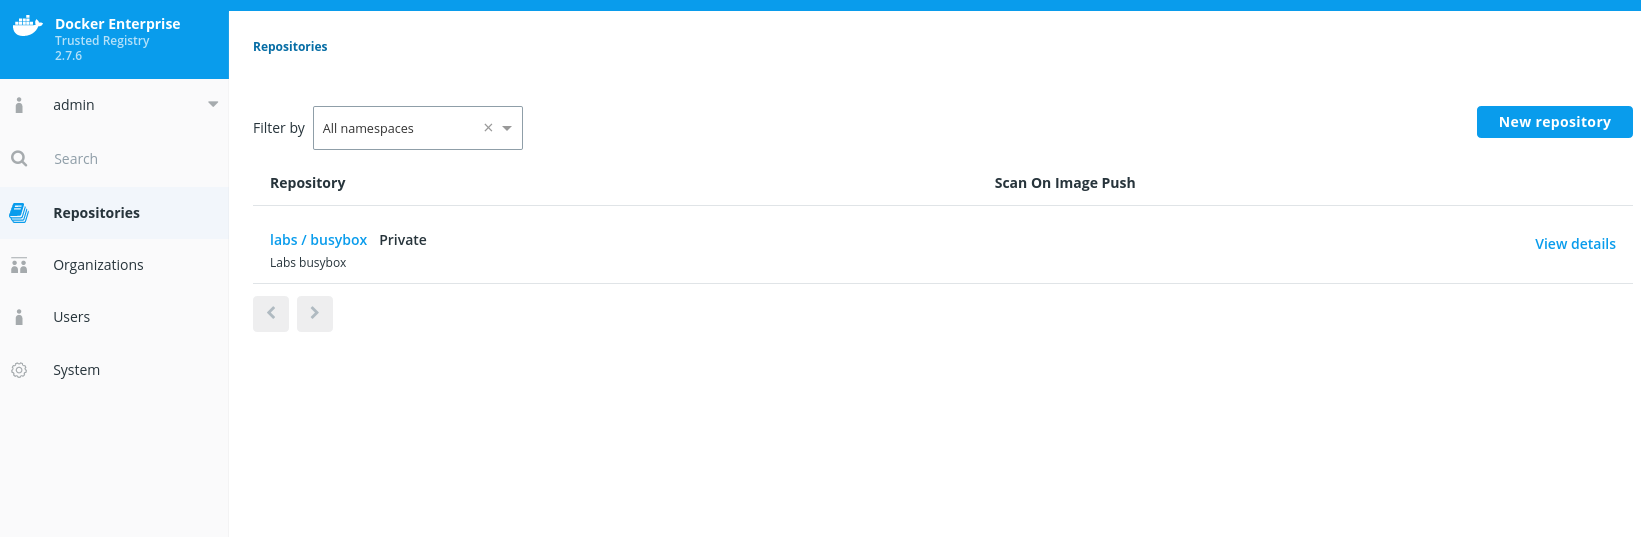 Docker Enterprise
Trusted Registry
2.7.6
admin
Search
Repositories
Organizations
Users
System
Repositories
Filter by All namespaces
New repository
Repository Scan On Image Push
labs / busybox Private
Labs busybox
View details